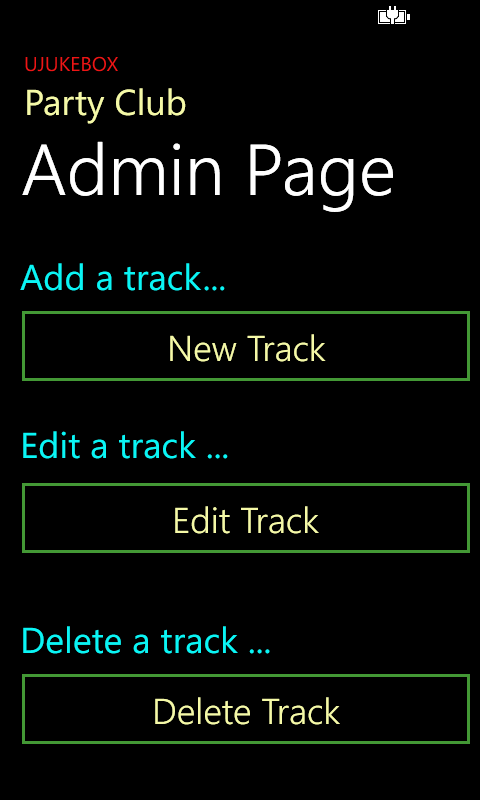 UJUKEBOX
Party Club
Admin Page
Add a track...
New Track
Edit a track ...
Edit Track
Delete a track ...
Delete Track